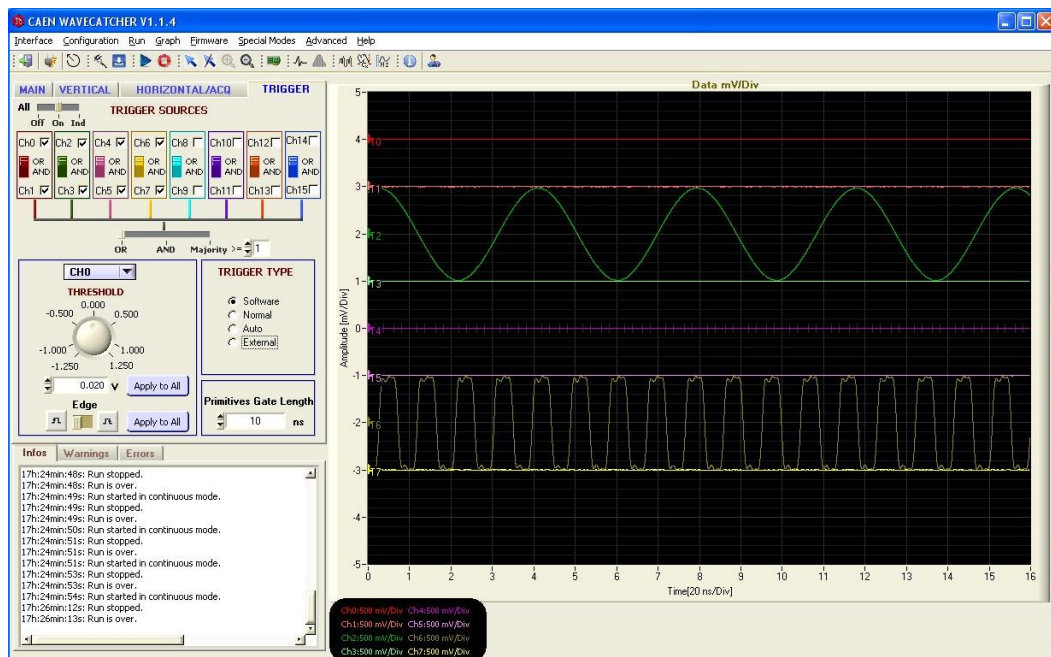 CAEN WAVECATCHER V1.1.4
Interface Configuration Run Graph Firmware Special Modes Advanced Help
MAIN VERTICAL HORIZONTAL/ACQ TRIGGER
All
Off On Ind
TRIGGER SOURCES
Ch0 Ch2 Ch4 Ch6 Ch8 Ch10 Ch12 Ch14
OR OR OR OR OR OR OR OR
AND AND AND AND AND AND AND AND
Ch1 Ch3 Ch5 Ch7 Ch9 Ch11 Ch13 Ch15
OR AND Majority >= 1
CH0
THRESHOLD
0.000
-0.500 0.500
-1.000 1.000
-1.250 1.250
0.020 V Apply to All
Edge
Apply to All
TRIGGER TYPE
Software
Normal
Auto
External
Primitives Gate Length
10 ns
Infos Warnings Errors
17h:24min:48s: Run stopped.
17h:24min:48s: Run is over.
17h:24min:49s: Run started in continuous mode.
17h:24min:49s: Run stopped.
17h:24min:49s: Run is over.
17h:24min:50s: Run started in continuous mode.
17h:24min:51s: Run stopped.
17h:24min:51s: Run is over.
17h:24min:51s: Run started in continuous mode.
17h:24min:53s: Run stopped.
17h:24min:53s: Run is over.
17h:24min:54s: Run started in continuous mode.
17h:26min:12s: Run stopped.
17h:26min:13s: Run is over.
Data mV/Div
Amplitude [mV/Div]
5
4
3
2
1
0
-1
-2
-3
-4
-5
T0
T1
T2
T3
T4
T5
T6
T7
0 1 2 3 4 5 6 7 8 9 10 11 12 13 14 15 16
Time[20 ns/Div]
Ch0:500 mV/Div Ch4:500 mV/Div
Ch1:500 mV/Div Ch5:500 mV/Div
Ch2:500 mV/Div Ch6:500 mV/Div
Ch3:500 mV/Div Ch7:500 mV/Div